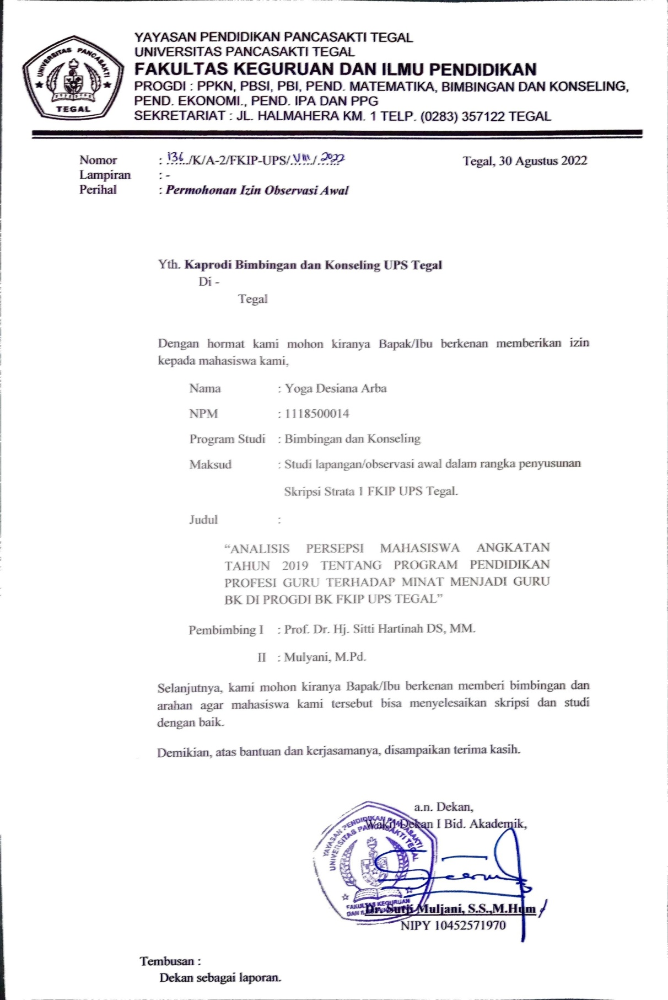 YAYASAN PENDIDIKAN PANCASAKTI TEGAL
UNIVERSITAS PANCASAKTI TEGAL
FAKULTAS KEGURUAN DAN ILMU PENDIDIKAN
PROGDI : PPKN, PBSI, PBI, PEND. MATEMATIKA, BIMBINGAN DAN KONSELING,
PEND. EKONOMI., PEND. IPA DAN PPG
SEKRETARIAT : JL. HALMAHERA KM. 1 TELP. (0283) 357122 TEGAL
UNIVERSITAS PANCASAKTI
TEGAL
Nomor : 136/K/A-2/FKIP-UPS/VIII/2022 Tegal, 30 Agustus 2022
Lampiran : -
Perihal : Permohonan Izin Observasi Awal
Yth. Kaprodi Bimbingan dan Konseling UPS Tegal
Di -
Tegal
Dengan hormat kami mohon kiranya Bapak/Ibu berkenan memberikan izin
kepada mahasiswa kami,
Nama : Yoga Desiana Arba
NPM : 1118500014
Program Studi : Bimbingan dan Konseling
Maksud : Studi lapangan/observasi awal dalam rangka penyusunan
Skripsi Strata 1 FKIP UPS Tegal.
Judul :
“ANALISIS PERSEPSI MAHASISWA ANGKATAN
TAHUN 2019 TENTANG PROGRAM PENDIDIKAN
PROFESI GURU TERHADAP MINAT MENJADI GURU
BK DI PROGDI BK FKIP UPS TEGAL”
Pembimbing I : Prof. Dr. Hj. Sitti Hartinah DS, MM.
II : Mulyani, M.Pd.
Selanjutnya, kami mohon kiranya Bapak/Ibu berkenan memberi bimbingan dan
arahan agar mahasiswa kami tersebut bisa menyelesaikan skripsi dan studi
dengan baik.
Demikian, atas bantuan dan kerjasamanya, disampaikan terima kasih.
a.n. Dekan,
Wakil Dekan I Bid. Akademik,
YAYASAN PENDIDIKAN PANCASAKTI
UNIVERSITAS PANCASAKTI TEGAL
FAKULTAS KEGURUAN
Dr. Sutji Muljani, S.S.,M.Hum
NIPY 10452571970
Tembusan :
Dekan sebagai laporan.